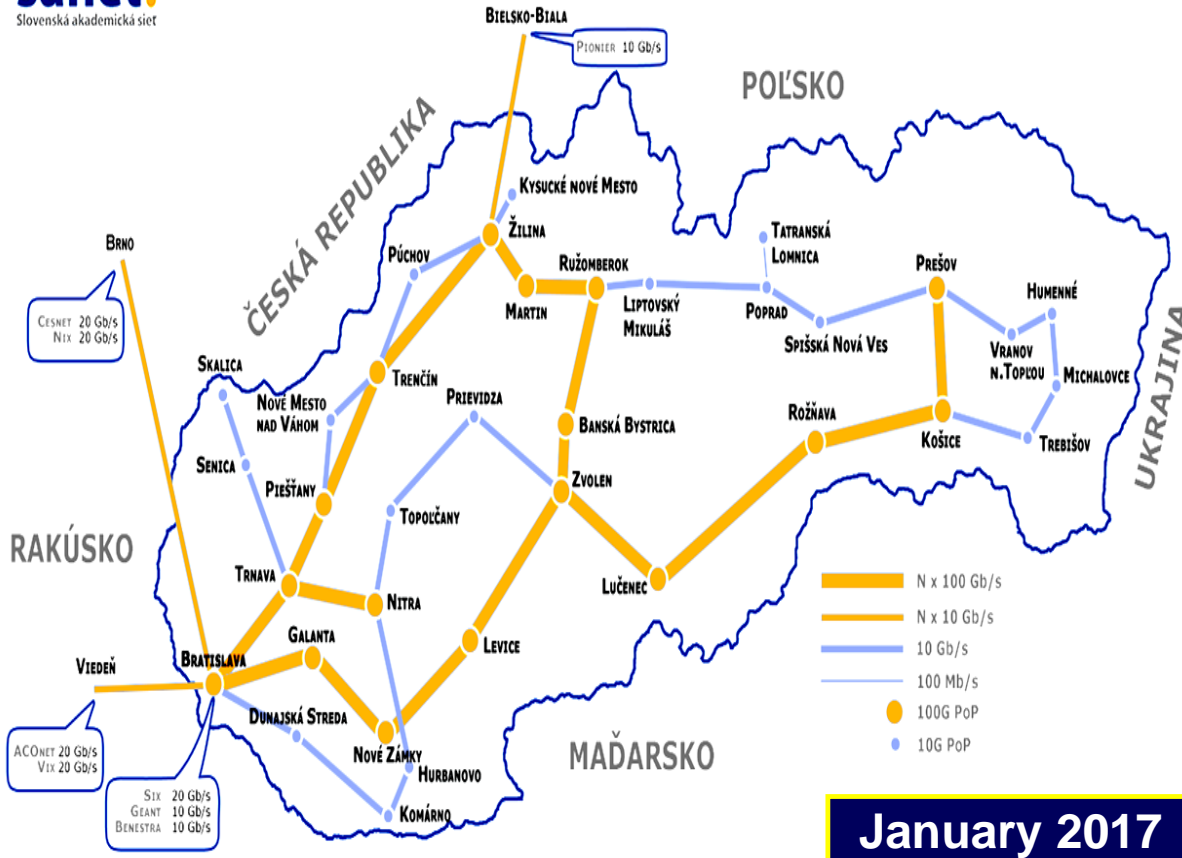 sanet.
Slovenská akademická sieť
BIELSKO-BIALA
PIONIER 10 Gb/s
POĽSKO
ČESKÁ REPUBLIKA
KYSUCKÉ NOVÉ MESTO
ŽILINA
BRNO
PÚCHOV
RUŽOMBEROK
TATRANSKÁ
LOMNICA
PREŠOV
CESNET 20 Gb/s
NIX 20 Gb/s
MARTIN
LIPTOVSKÝ
MIKULÁŠ
POPRAD
HUMENNÉ
SPIŠSKÁ NOVÁ VES
VRANOV
N.TOPĽOU
UKRAJINA
SKALICA
TRENČÍN
MICHALOVCE
NOVÉ MESTO
NAD VÁHOM
PRIEVIDZA
BANSKÁ BYSTRICA
ROŽŇAVA
KOŠICE
TREBIŠOV
SENICA
PIEŠŤANY
ZVOLEN
TOPOĽČANY
RAKÚSKO
TRNAVA
NITRA
LUČENEC
N x 100 Gb/s
N x 10 Gb/s
10 Gb/s
100 Mb/s
100G PoP
10G PoP
GALANTA
LEVICE
VIEDEŇ
BRATISLAVA
DUNAJSKÁ STREDA
NOVÉ ZÁMKY
MAĎARSKO
ACONET 20 Gb/s
VIX 20 Gb/s
HURBANOVO
SIX 20 Gb/s
GEANT 10 Gb/s
BENESTRA 10 Gb/s
KOMÁRNO
January 2017